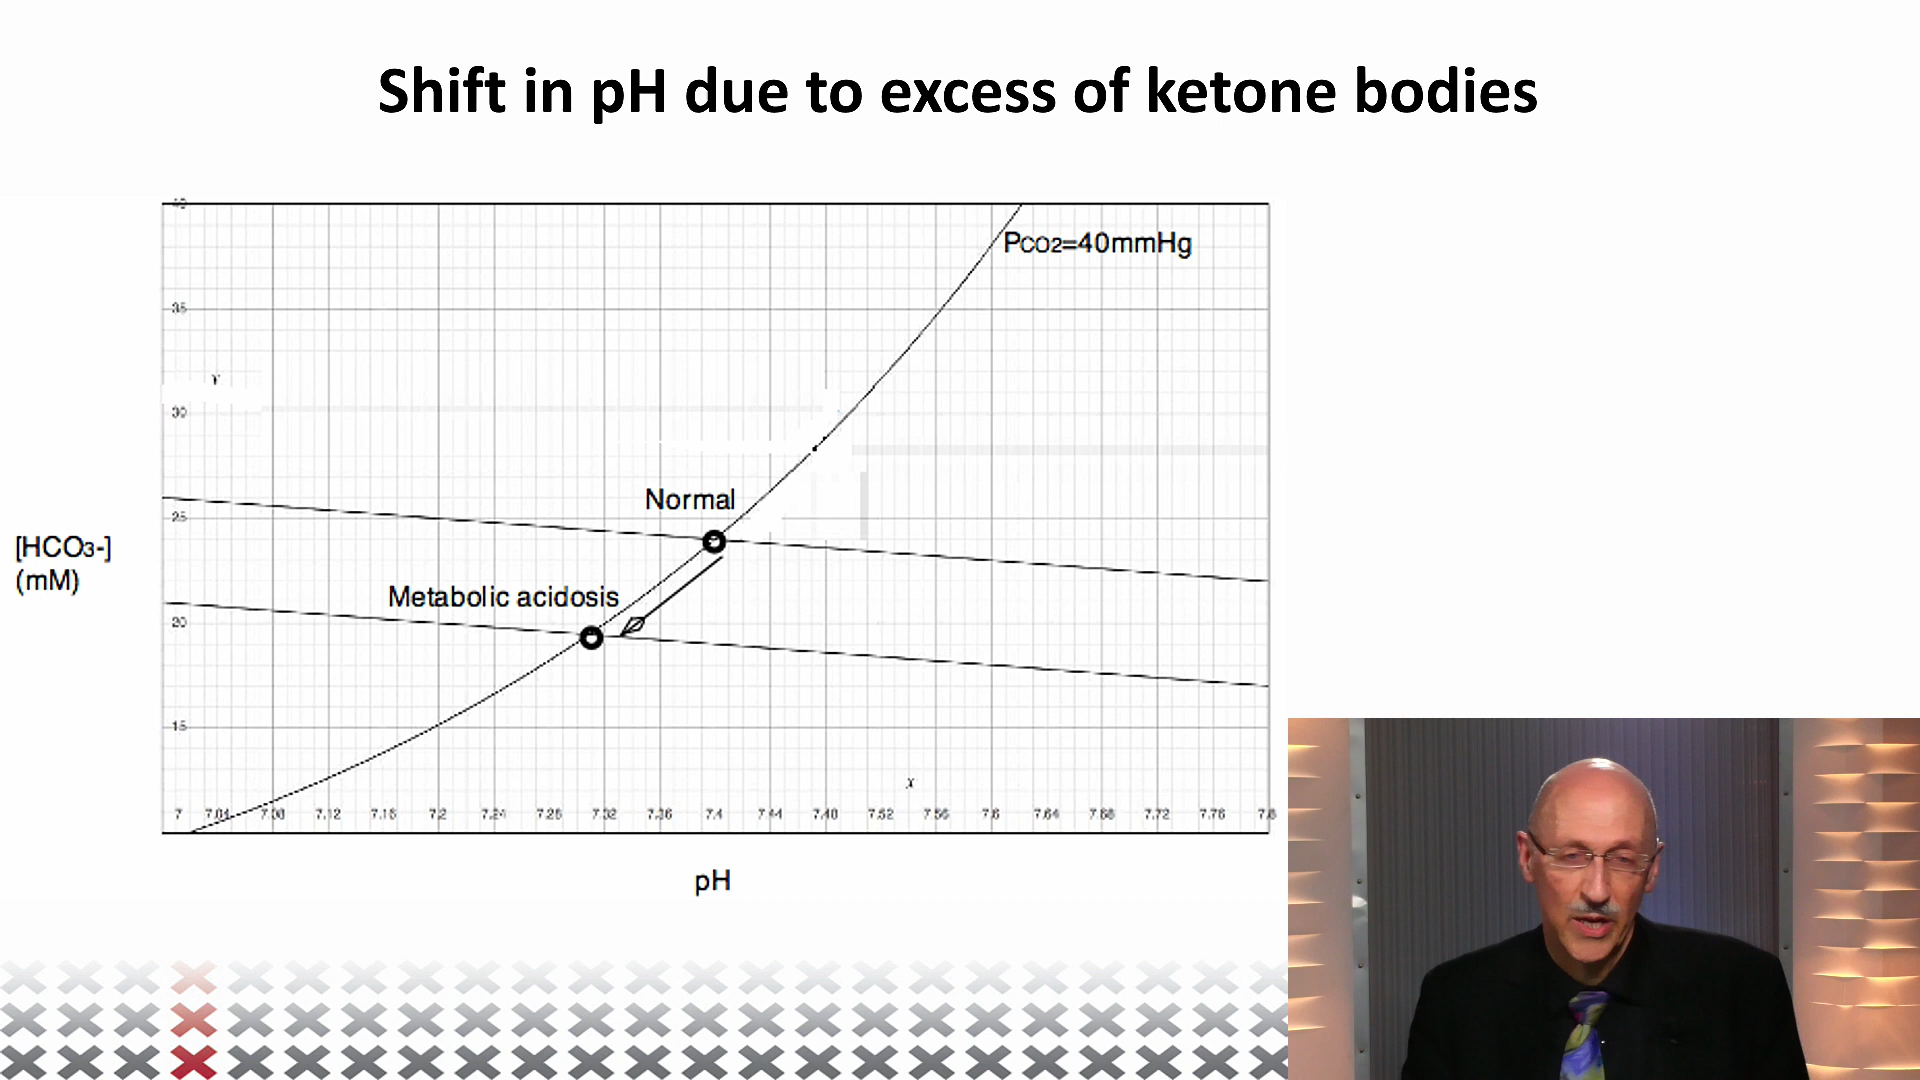 Shift in pH due to excess of ketone bodies
40
PCO2=40mmHg
35
Y
30
Normal
25
[HCO3-]
(mM)
Metabolic acidosis
20
15
X
7 7.04 7.08 7.12 7.16 7.2 7.24 7.28 7.32 7.36 7.4 7.44 7.48 7.52 7.56 7.6 7.64 7.68 7.72 7.76 7.8
pH